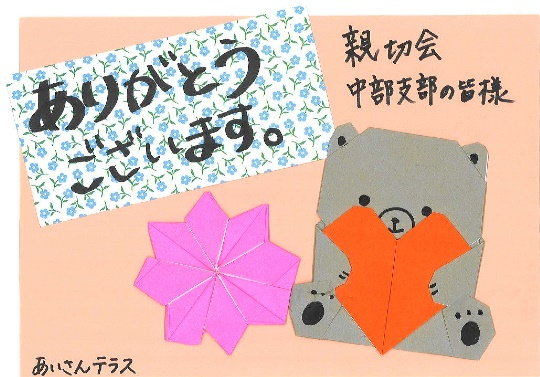 ありがとう
ございます。
親切会
中部支部の皆様
あいさんテラス